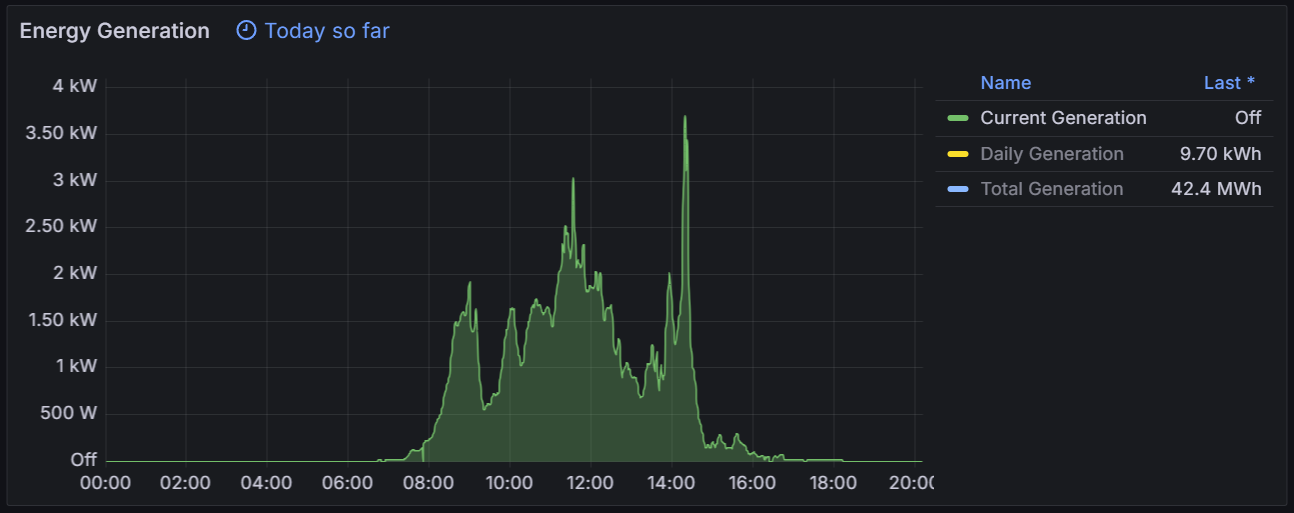 Energy Generation Today so far
Name Last *
4 kW
Current Generation Off
3.50 kW
Daily Generation 9.70 kWh
3 kW
Total Generation 42.4 MWh
2.50 kW
2 kW
1.50 kW
1 kW
500 W
Off
00:00 02:00 04:00 06:00 08:00 10:00 12:00 14:00 16:00 18:00 20:00